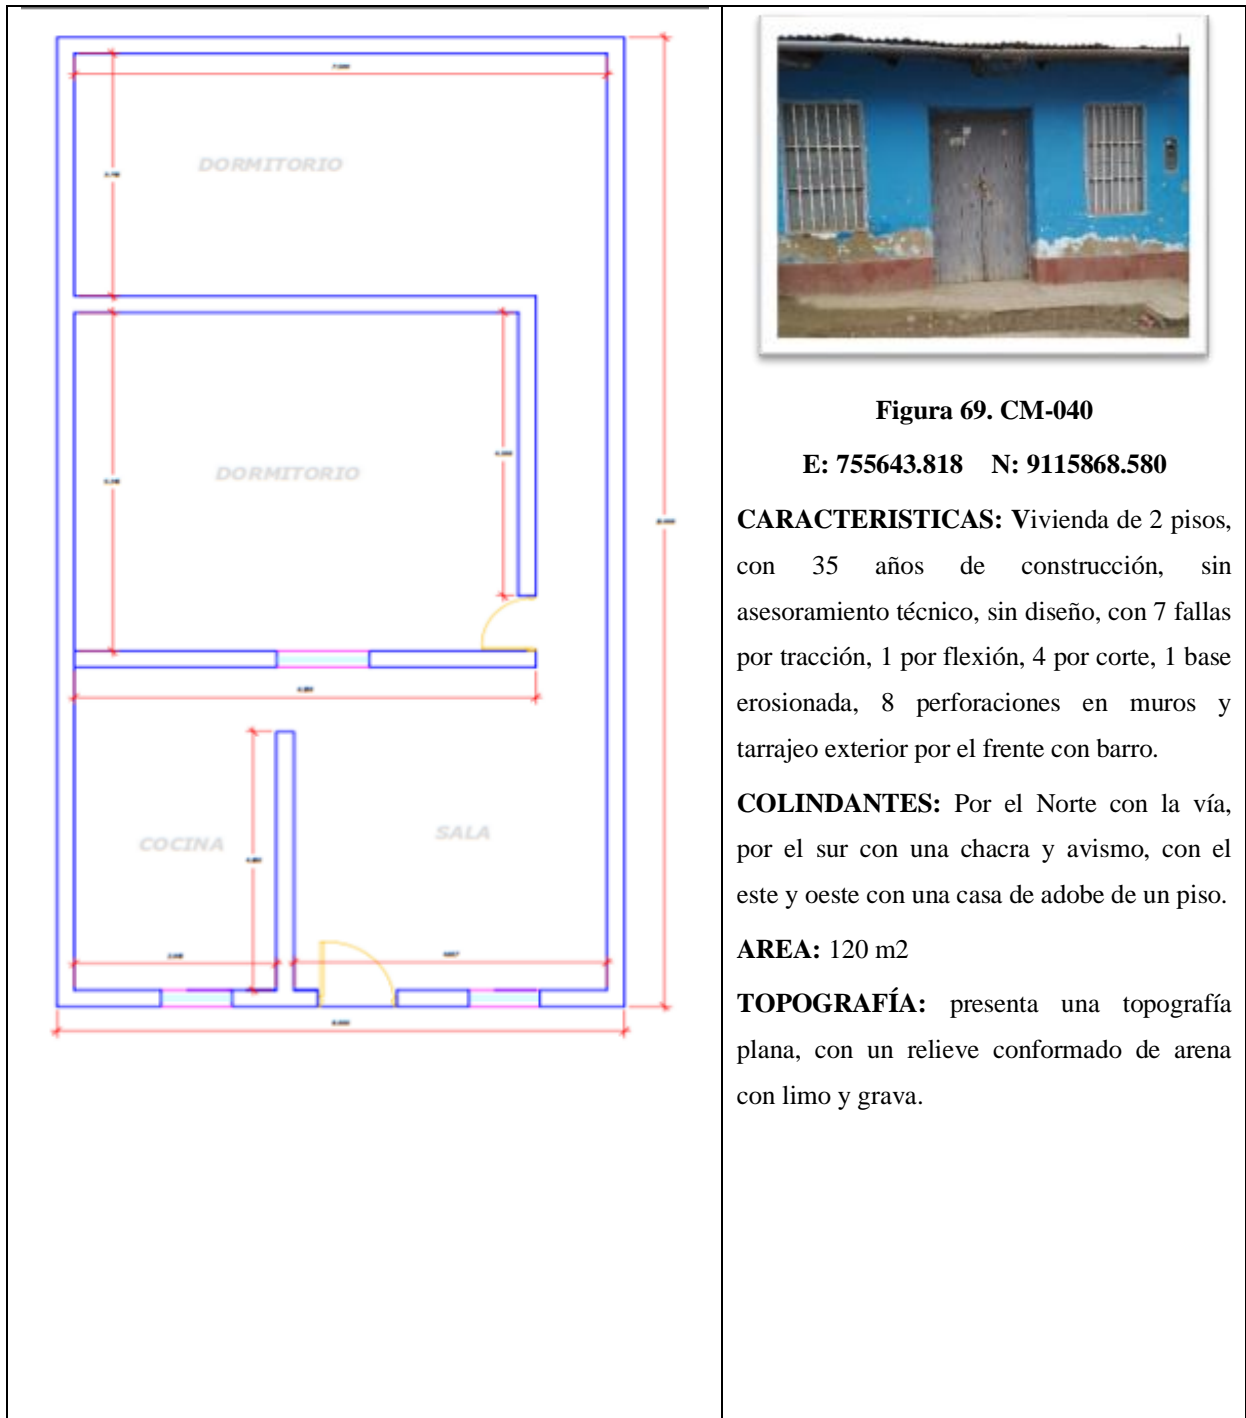 DORMITORIO
DORMITORIO
COCINA
SALA
Figura 69. CM-040
E: 755643.818 N: 9115868.580
CARACTERISTICAS: Vivienda de 2 pisos,
con 35 años de construcción, sin
asesoramiento técnico, sin diseño, con 7 fallas
por tracción, 1 por flexión, 4 por corte, 1 base
erosionada, 8 perforaciones en muros y
tarrajeo exterior por el frente con barro.
COLINDANTES: Por el Norte con la vía,
por el sur con una chacra y avismo, con el
este y oeste con una casa de adobe de un piso.
AREA: 120 m2
TOPOGRAFÍA: presenta una topografía
plana, con un relieve conformado de arena
con limo y grava.